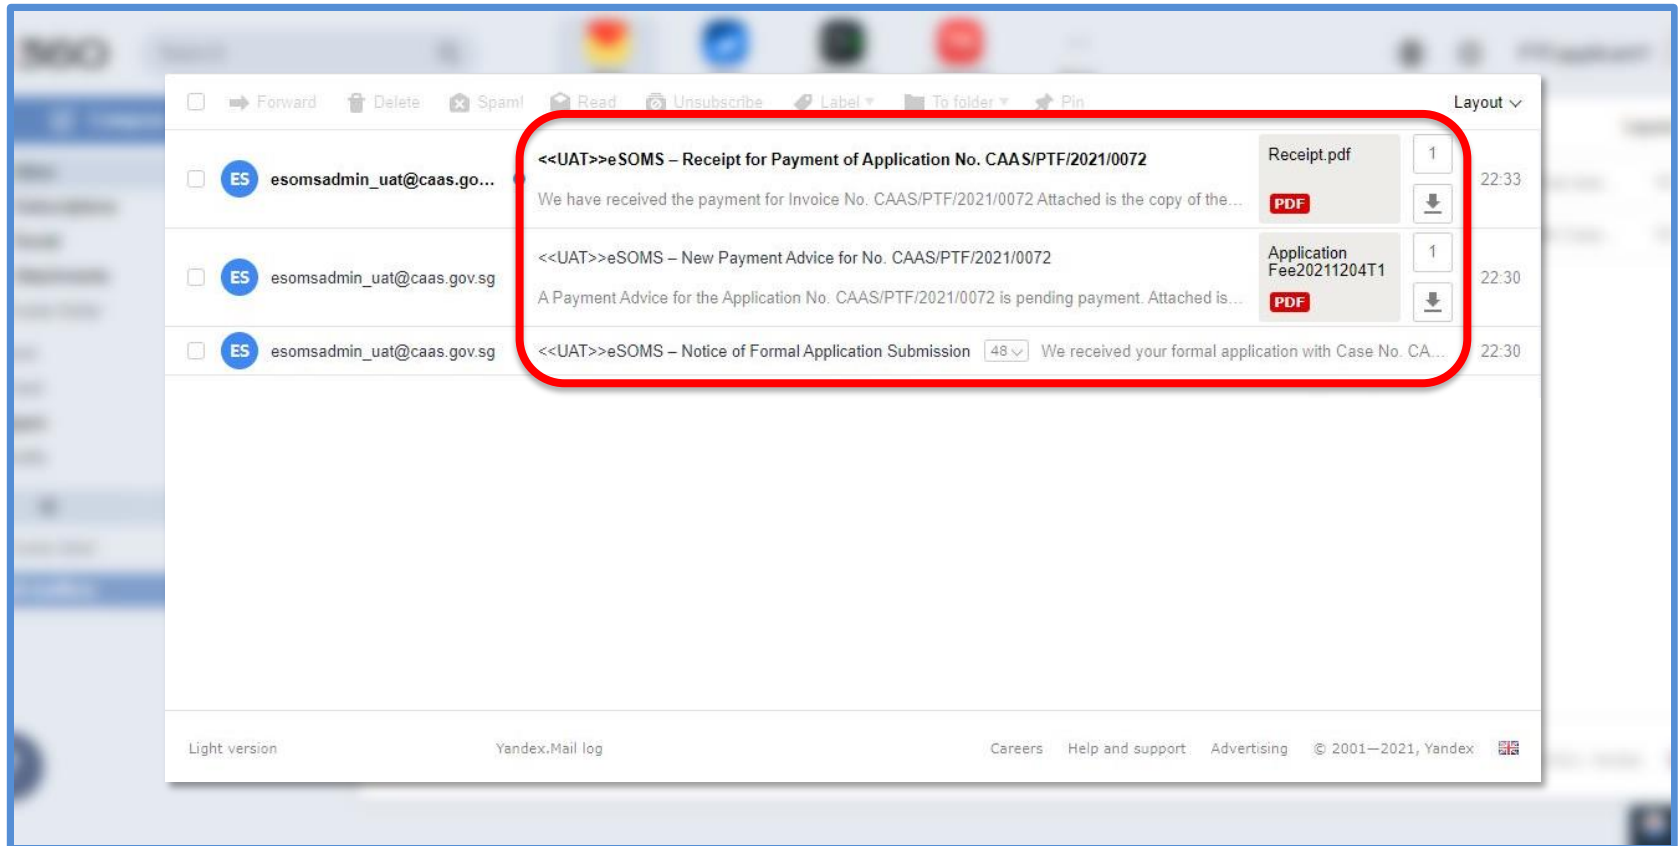 360
Forward Delete Spam! Read Unsubscribe Label To folder Pin Layout
<<UAT>>eSOMS – Receipt for Payment of Application No. CAAS/PTF/2021/0072 Receipt.pdf 1
ES esomsadmin_uat@caas.go... 22:33
We have received the payment for Invoice No. CAAS/PTF/2021/0072 Attached is the copy of the... PDF
<<UAT>>eSOMS – New Payment Advice for No. CAAS/PTF/2021/0072 Application 1
Fee20211204T1
ES esomsadmin_uat@caas.gov.sg 22:30
A Payment Advice for the Application No. CAAS/PTF/2021/0072 is pending payment. Attached is... PDF
ES esomsadmin_uat@caas.gov.sg <<UAT>>eSOMS – Notice of Formal Application Submission 48 We received your formal application with Case No. CA... 22:30
Light version Yandex.Mail log Careers Help and support Advertising © 2001—2021, Yandex